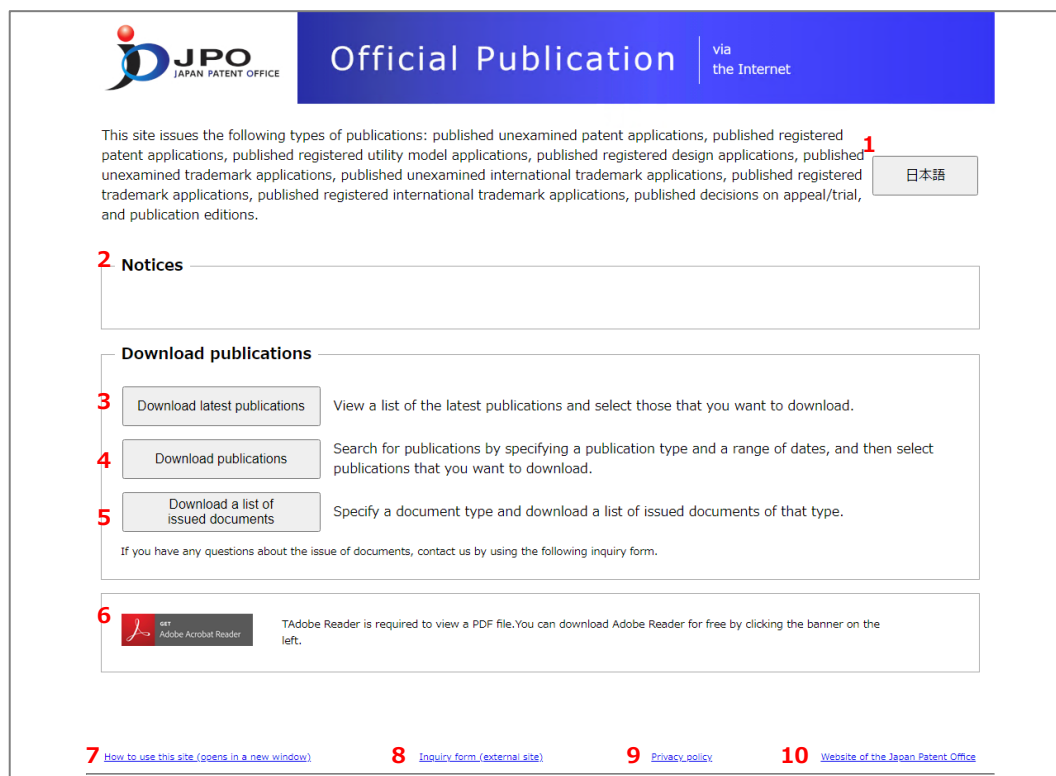 JPO
JAPAN PATENT OFFICE
Official Publication
via
the Internet
This site issues the following types of publications: published unexamined patent applications, published registered
patent applications, published registered utility model applications, published registered design applications, published
unexamined trademark applications, published unexamined international trademark applications, published registered
trademark applications, published registered international trademark applications, published decisions on appeal/trial,
and publication editions.
1
日本語
2 Notices
Download publications
3 Download latest publications View a list of the latest publications and select those that you want to download.
4 Download publications Search for publications by specifying a publication type and a range of dates, and then select
publications that you want to download.
5 Download a list of
issued documents Specify a document type and download a list of issued documents of that type.
If you have any questions about the issue of documents, contact us by using the following inquiry form.
6 GET
Adobe Acrobat Reader
TAdobe Reader is required to view a PDF file.You can download Adobe Reader for free by clicking the banner on the
left.
7 How to use this site (opens in a new window) 8 Inquiry form (external site) 9 Privacy policy 10 Website of the Japan Patent Office